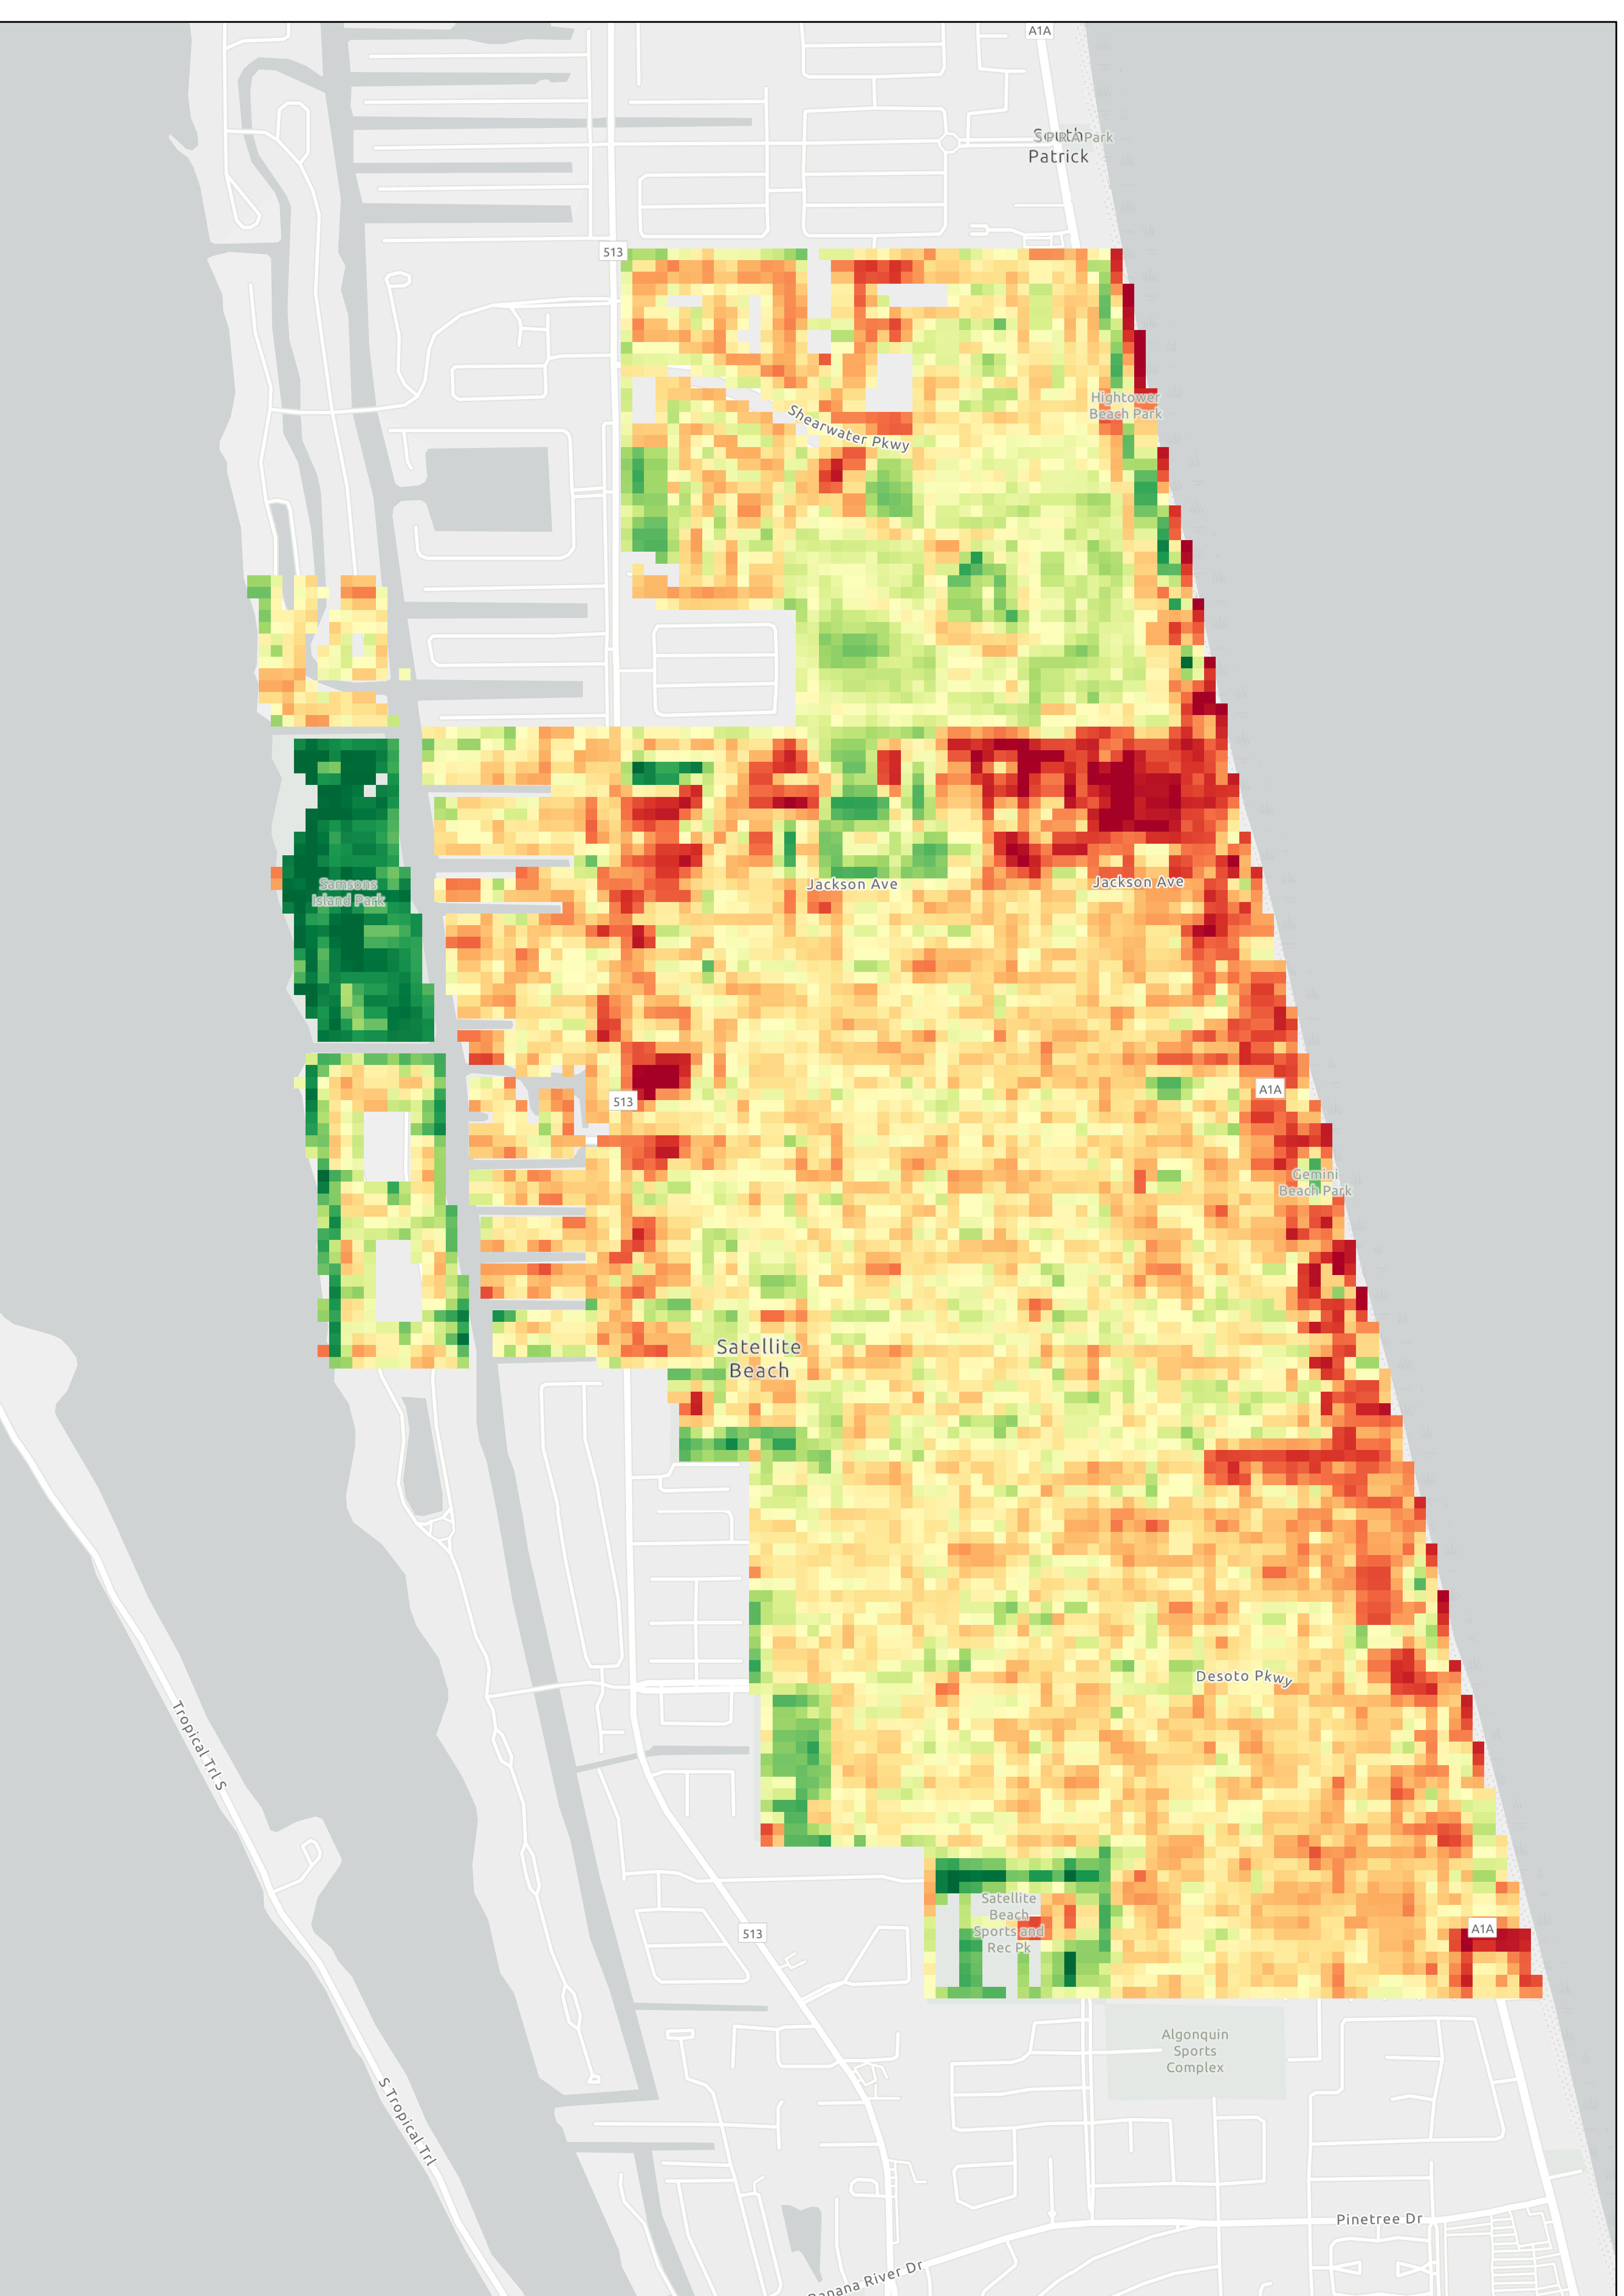 A1A
South
S P R A Park
Patrick
513
Hightower
Beach Park
Shearwater Pkwy
Samsons
Island Park
Jackson Ave
Jackson Ave
A1A
513
Gemini
Beach Park
Satellite
Beach
Desoto Pkwy
Tropical Trl S
Satellite
Beach
Sports and
Rec Pk
513
A1A
Algonquin
Sports
Complex
S Tropical Trl
Pinetree Dr
Banana River Dr